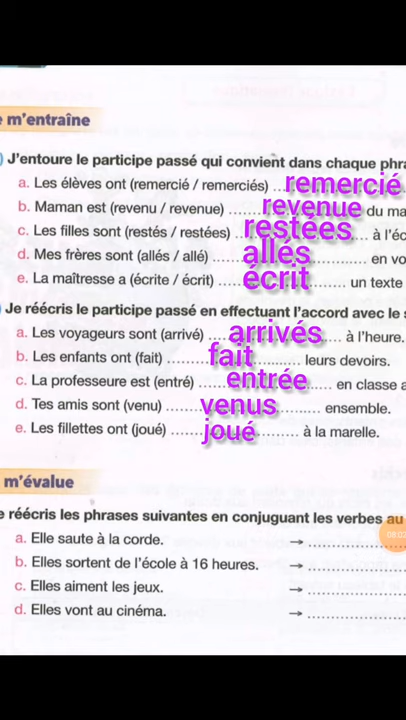 e m'entraîne
J'entoure le participe passé qui convient dans chaque phra
a. Les élèves ont (remercié / remerciés) ...remercié
b. Maman est (revenu / revenue) ......revenue du ma
c. Les filles sont (restés / restées) ..restées... à l'éc
d. Mes frères sont (allés / allé) ......allés............ en vo
e. La maîtresse a (écrite / écrit) .....écrit......... un texte
Je réécris le participe passé en effectuant l'accord avec le s
a. Les voyageurs sont (arrivé) ....arrivés.... à l'heure.
b. Les enfants ont (fait) .........fait........... leurs devoirs.
c. La professeure est (entré) ......entrée.... en classe a
d. Tes amis sont (venu) ........venus......... ensemble.
e. Les fillettes ont (joué) ........joué......... à la marelle.
m'évalue
e réécris les phrases suivantes en conjuguant les verbes au
a. Elle saute à la corde. → ..................
b. Elles sortent de l'école à 16 heures. → ..................
c. Elles aiment les jeux. → ..................
d. Elles vont au cinéma. → ..................